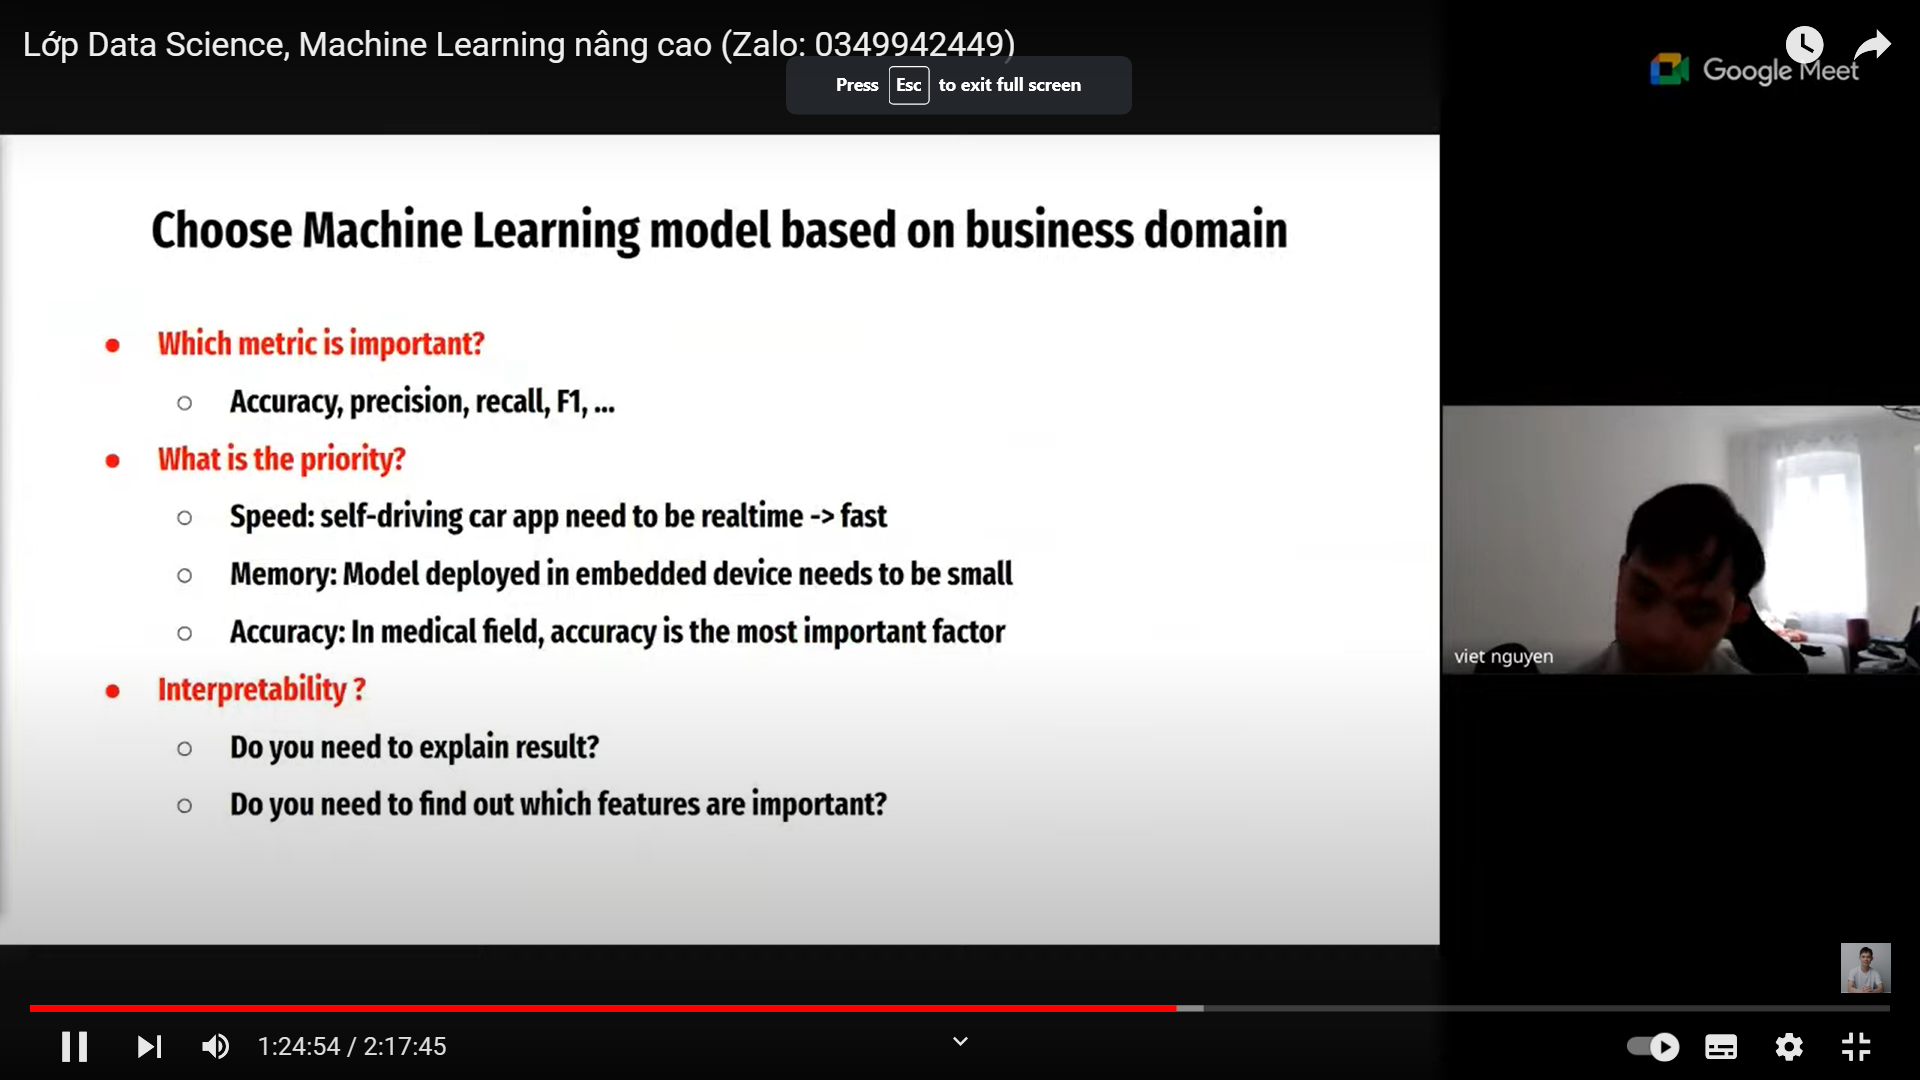 Lớp Data Science, Machine Learning nâng cao (Zalo: 0349942449)
Press Esc to exit full screen
Google Meet
Choose Machine Learning model based on business domain
Which metric is important?
Accuracy, precision, recall, F1, ...
What is the priority?
Speed: self-driving car app need to be realtime -> fast
Memory: Model deployed in embedded device needs to be small
Accuracy: In medical field, accuracy is the most important factor
Interpretability ?
Do you need to explain result?
Do you need to find out which features are important?
viet nguyen
1:24:54 / 2:17:45